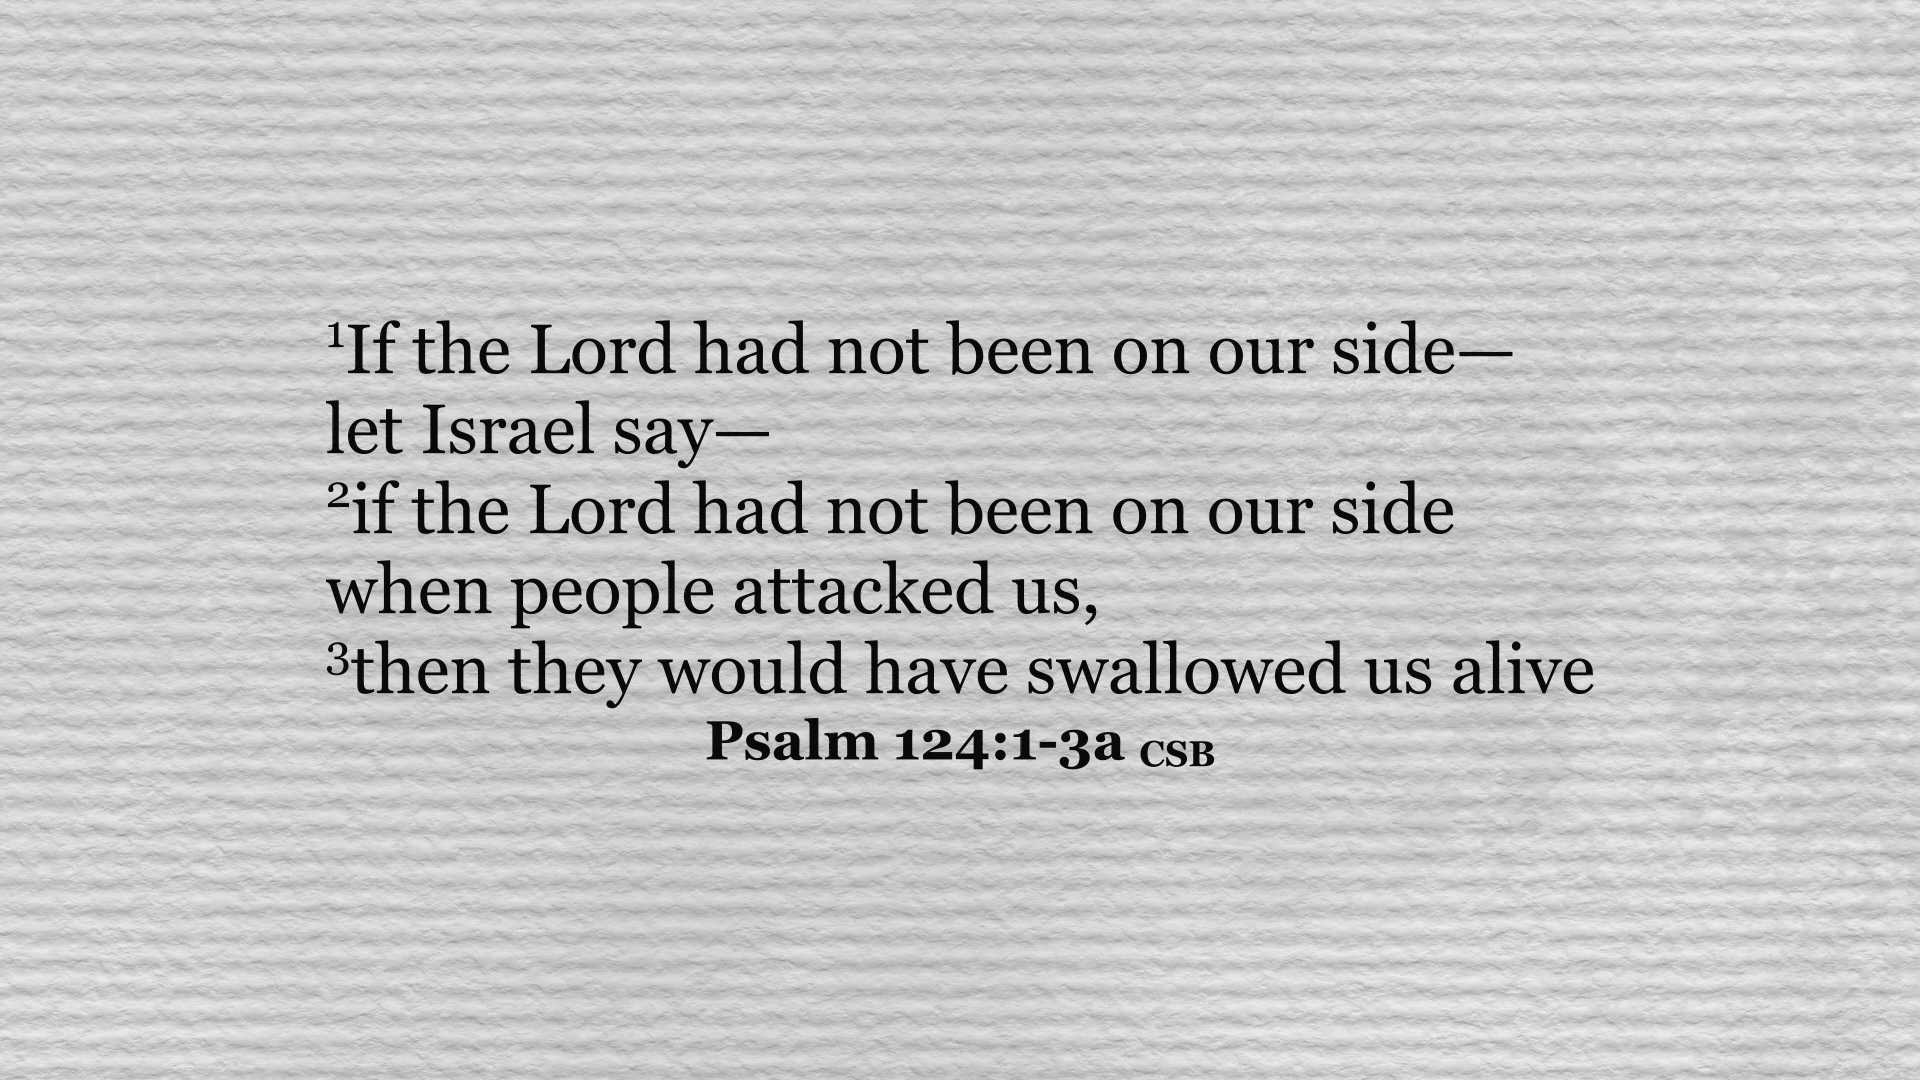 ¹If the Lord had not been on our side—
let Israel say—
²if the Lord had not been on our side
when people attacked us,
³then they would have swallowed us alive
Psalm 124:1-3a CSB